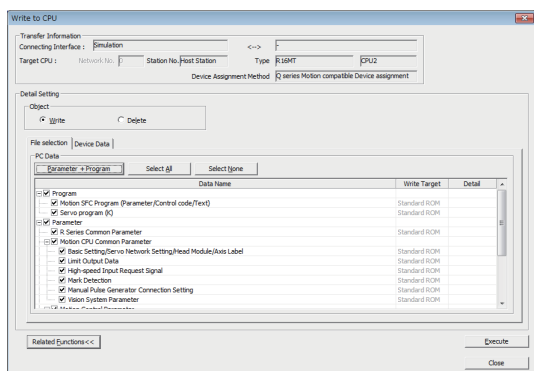 Write to CPU
Transfer Information
Connecting Interface : Simulation <--> -
Target CPU : Network No. 0 Station No. Host Station Type R16MT CPU2
Device Assignment Method Q series Motion compatible Device assignment
Detail Setting
Object
Write Delete
File selection Device Data
PC Data
Parameter + Program Select All Select None
Data Name Write Target Detail
Program
Motion SFC Program (Parameter/Control code/Text) Standard ROM
Servo program (K) Standard ROM
Parameter
R Series Common Parameter Standard ROM
Motion CPU Common Parameter
Basic Setting/Servo Network Setting/Head Module/Axis Label Standard ROM
Limit Output Data Standard ROM
High-speed Input Request Signal Standard ROM
Mark Detection Standard ROM
Manual Pulse Generator Connection Setting Standard ROM
Vision System Parameter Standard ROM
Motion Control Parameter
Related Functions<< Execute
Close